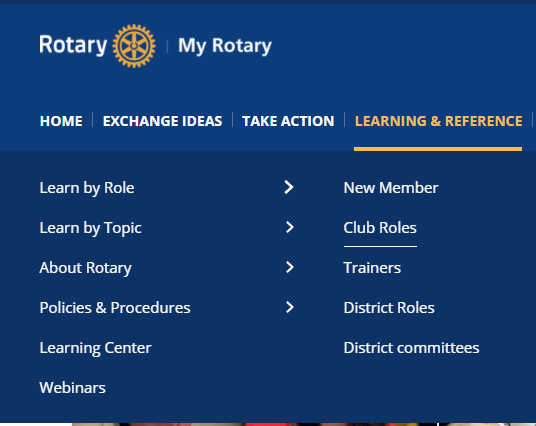 Rotary | My Rotary
HOME EXCHANGE IDEAS TAKE ACTION LEARNING & REFERENCE
Learn by Role
Learn by Topic
About Rotary
Policies & Procedures
Learning Center
Webinars
New Member
Club Roles
Trainers
District Roles
District committees